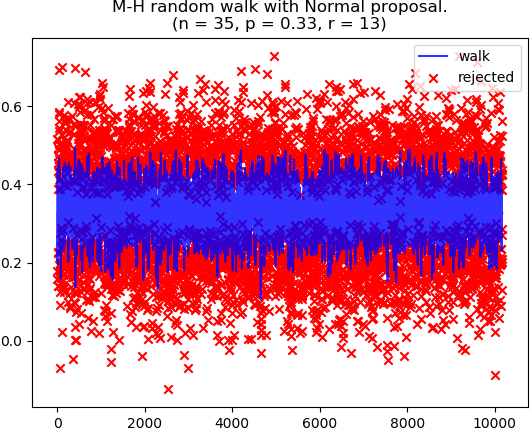 M-H random walk with Normal proposal.
(n = 35, p = 0.33, r = 13)
walk
rejected
0.6
0.4
0.2
0.0
0 2000 4000 6000 8000 10000